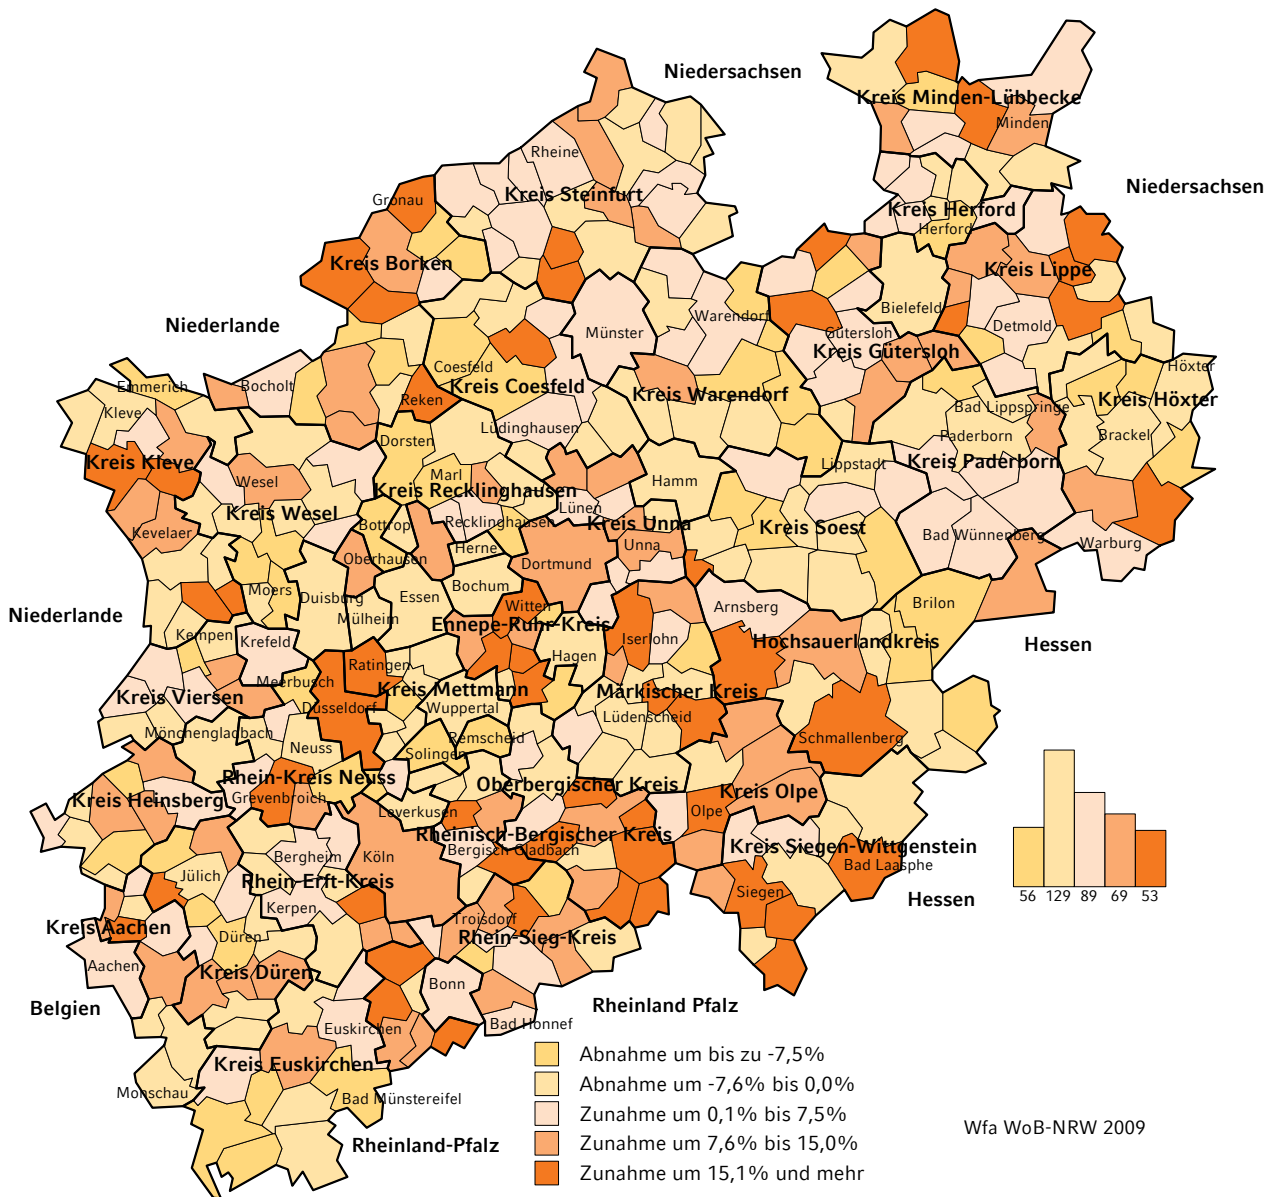 Niedersachsen
Kreis Minden-Lübbecke
Minden
Rheine
Niedersachsen
Gronau
Kreis Steinfurt
Kreis Herford
Herford
Kreis Borken
Kreis Lippe
Bielefeld
Niederlande
Warendorf
Münster
Detmold
Gütersloh
Kreis Gütersloh
Coesfeld
Höxter
Emmerich
Bocholt
Kreis Coesfeld
Kreis Warendorf
Reken
Kreis Höxter
Kleve
Bad Lippspringe
Lüdinghausen
Dorsten
Paderborn
Brackel
Kreis Kleve
Lippstadt
Kreis Paderborn
Marl
Wesel
Hamm
Kreis Recklinghausen
Lünen
Kreis Wesel
Recklinghausen
Kreis Unna
Bottrop
Kreis Soest
Kevelaer
Bad Wünnenberg
Unna
Warburg
Herne
Oberhausen
Dortmund
Bochum
Moers
Duisburg
Essen
Brilon
Witten
Arnsberg
Niederlande
Mülheim
Ennepe-Ruhr-Kreis
Kempen
Krefeld
Iserlohn
Hochsauerlandkreis
Hessen
Hagen
Ratingen
Meerbusch
Kreis Mettmann
Märkischer Kreis
Kreis Viersen
Düsseldorf
Wuppertal
Lüdenscheid
Mönchengladbach
Remscheid
Schmallenberg
Neuss
Solingen
Rhein-Kreis Neuss
Oberbergischer Kreis
Kreis Olpe
Kreis Heinsberg
Grevenbroich
Leverkusen
Olpe
Rheinisch-Bergischer Kreis
Kreis Siegen-Wittgenstein
Bergisch Gladbach
Bergheim
Köln
Bad Laasphe
Jülich
Rhein Erft-Kreis
Siegen
Hessen
56 129 89 69 53
Kerpen
Troisdorf
Kreis Aachen
Düren
Rhein-Sieg-Kreis
Aachen
Kreis Düren
Bonn
Belgien
Rheinland Pfalz
Bad Honnef
Euskirchen
Abnahme um bis zu -7,5%
Kreis Euskirchen
Abnahme um -7,6% bis 0,0%
Monschau
Bad Münstereifel
Zunahme um 0,1% bis 7,5%
Wfa WoB-NRW 2009
Rheinland-Pfalz
Zunahme um 7,6% bis 15,0%
Zunahme um 15,1% und mehr